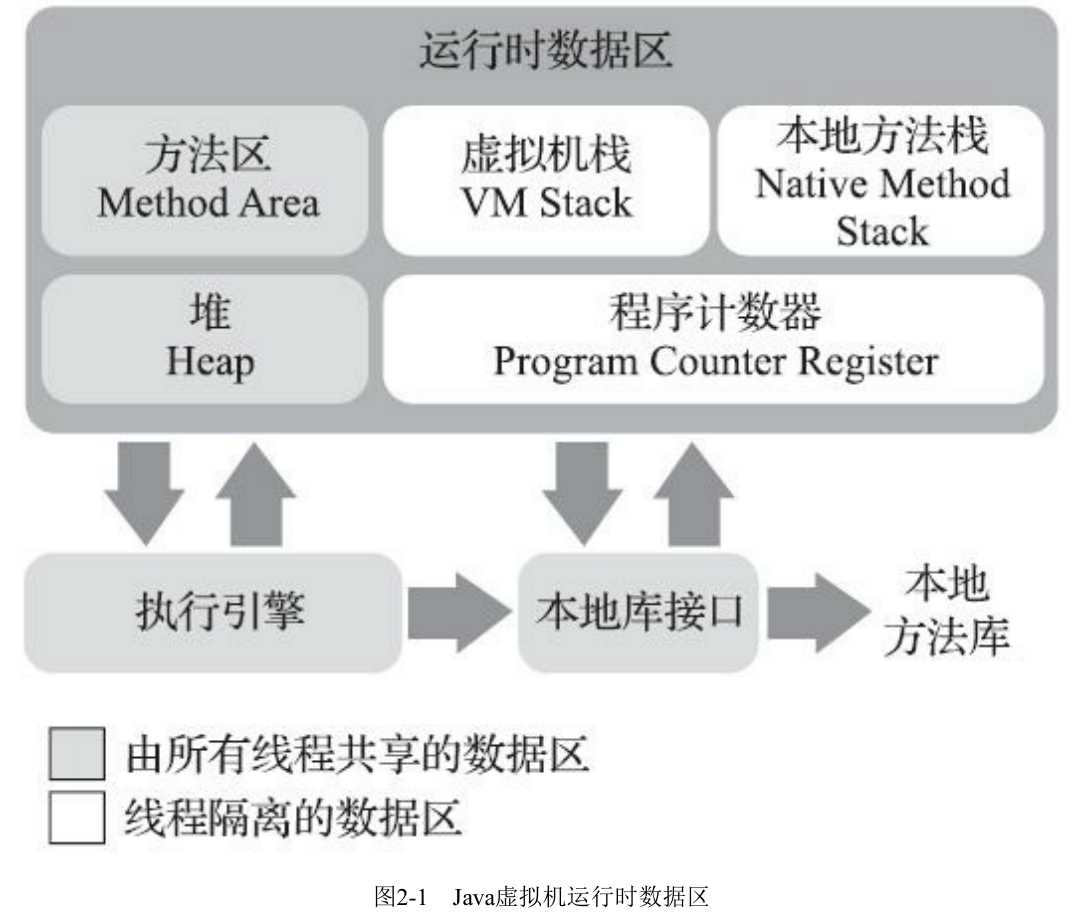 运行时数据区
方法区
Method Area
虚拟机栈
VM Stack
本地方法栈
Native Method
Stack
堆
Heap
程序计数器
Program Counter Register
执行引擎
本地库接口
本地
方法库
由所有线程共享的数据区
线程隔离的数据区
图2-1 Java虚拟机运行时数据区